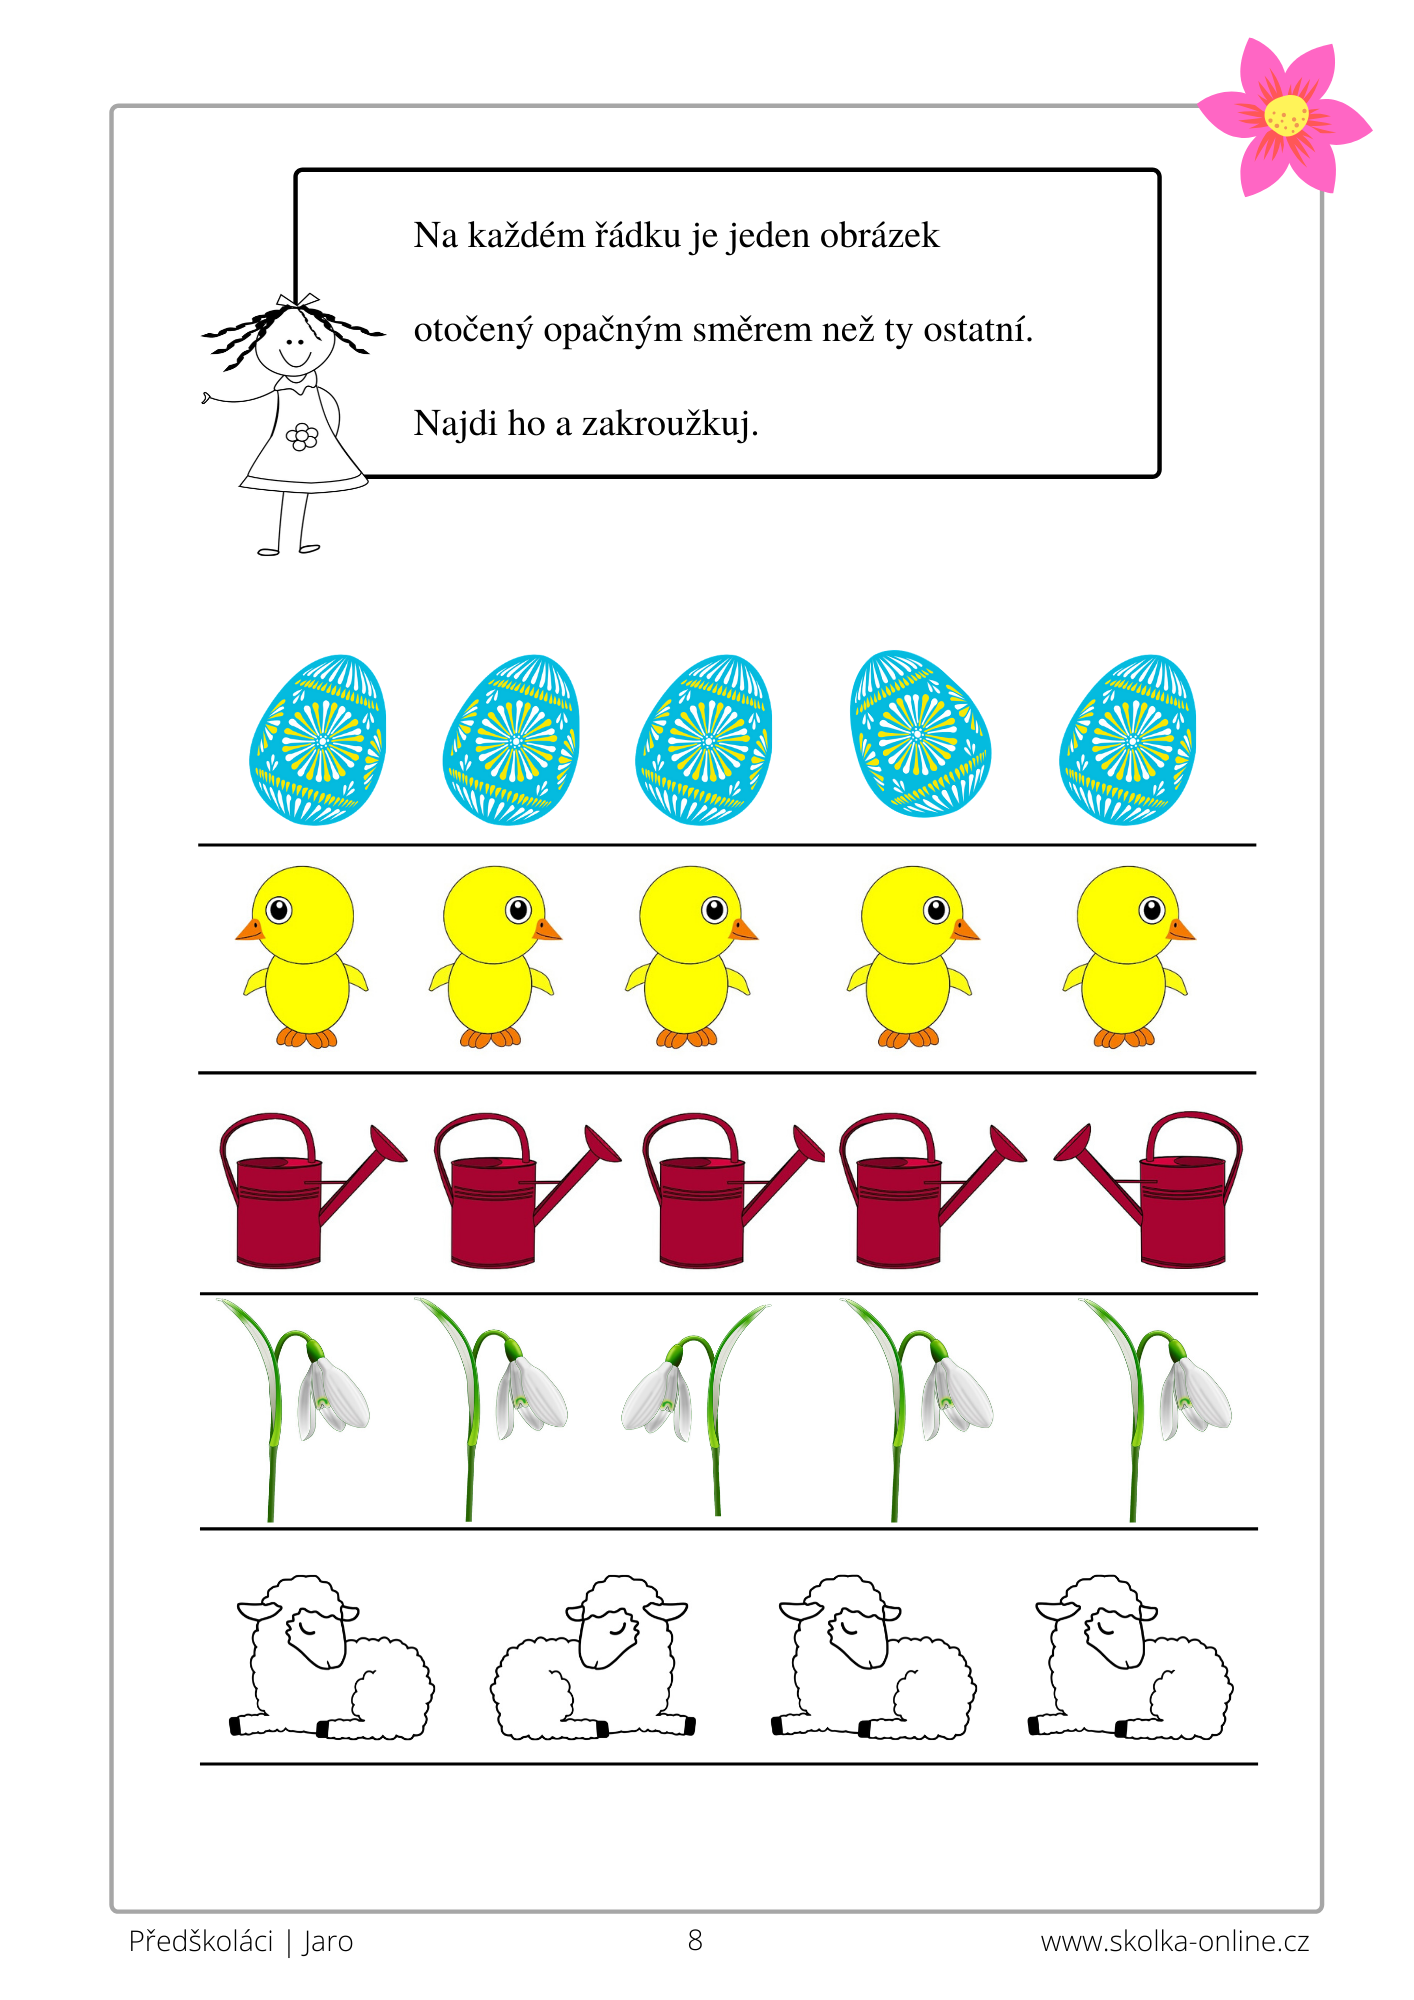 Na každém řádku je jeden obrázek
otočený opačným směrem než ty ostatní.
Najdi ho a zakroužkuj.
Předškoláci | Jaro
8
www.skolka-online.cz